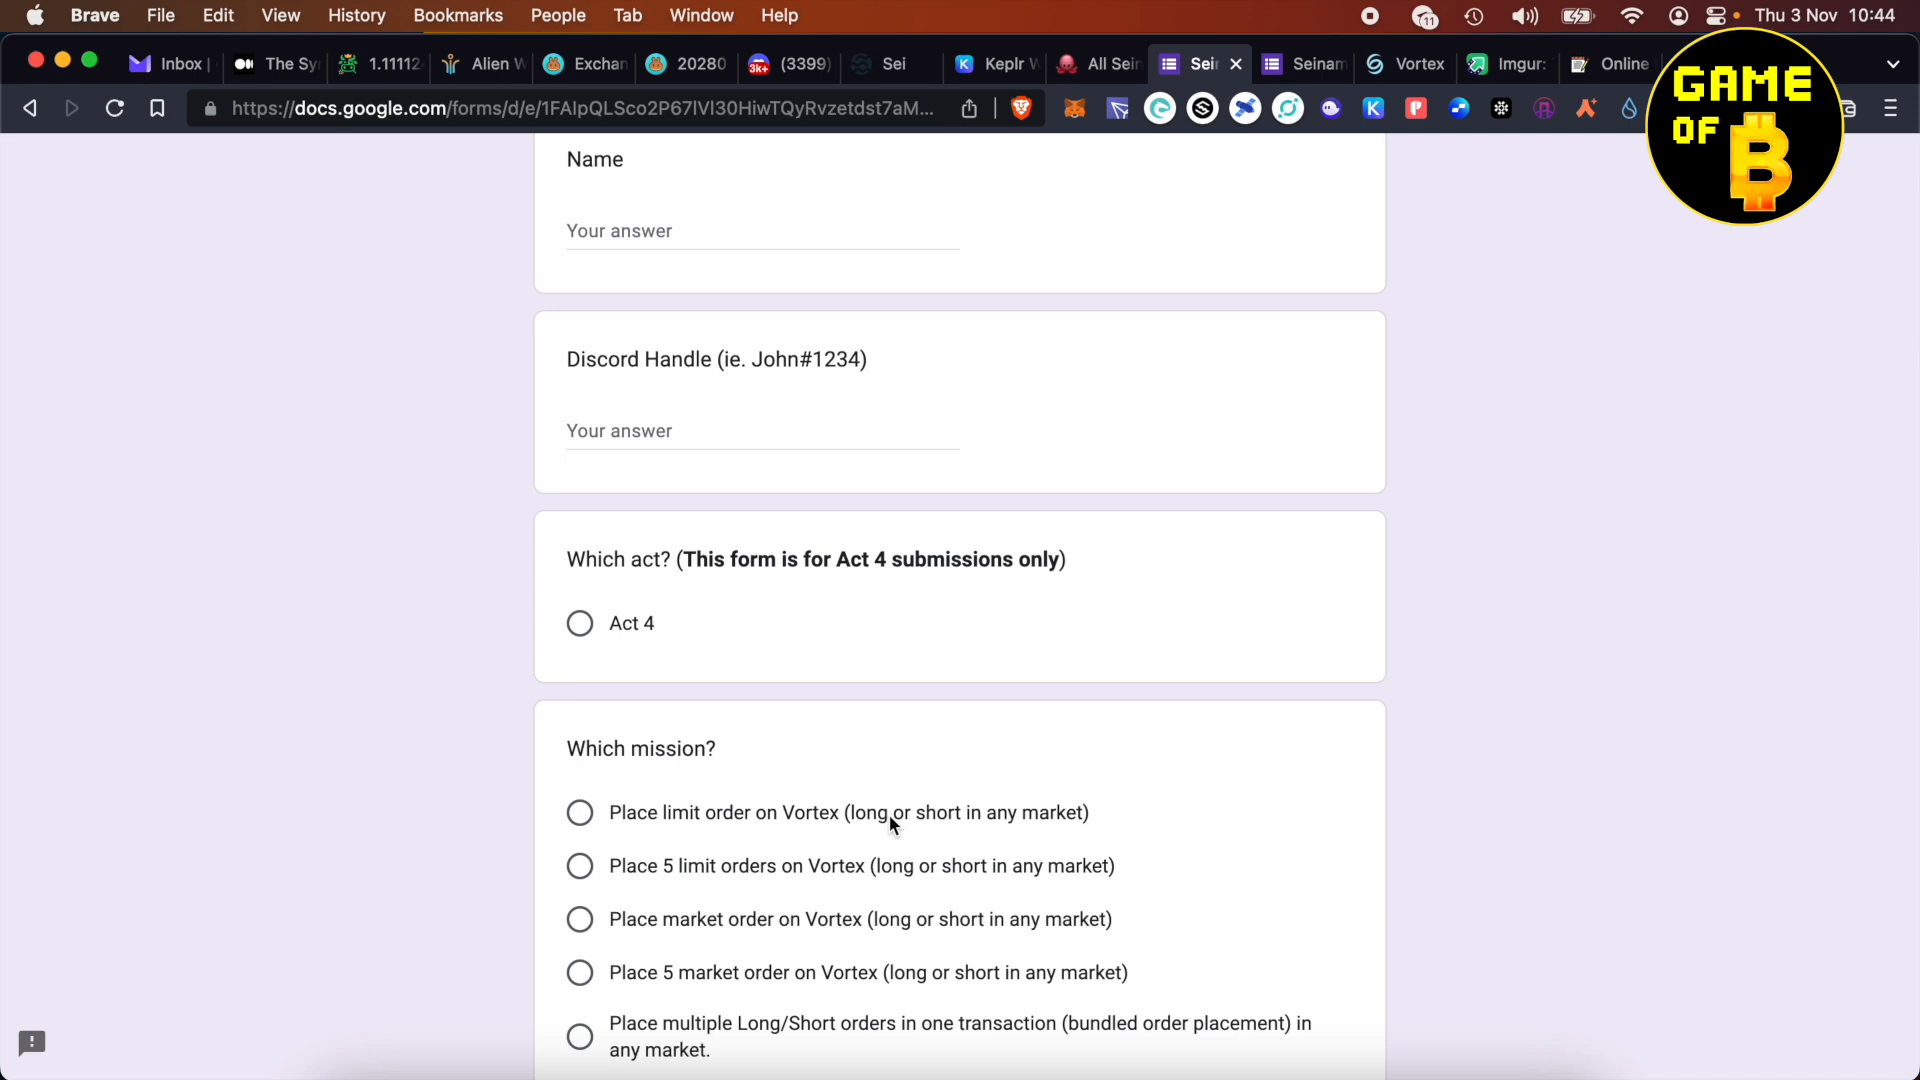 Brave File Edit View History Bookmarks People Tab Window Help 11 Thu 3 Nov 10:44
Inbox | The Sy 1.11112 Alien W Exchan 20280 3K+ (3399) Sei Keplr W All Sein Sein Seinam Vortex Imgur: Online
https://docs.google.com/forms/d/e/1FAIpQLSco2P67lVl30HiwTQyRvzetdst7aM...
GAME
OF B
Name
Your answer
Discord Handle (ie. John#1234)
Your answer
Which act? (This form is for Act 4 submissions only)
Act 4
Which mission?
Place limit order on Vortex (long or short in any market)
Place 5 limit orders on Vortex (long or short in any market)
Place market order on Vortex (long or short in any market)
Place 5 market order on Vortex (long or short in any market)
Place multiple Long/Short orders in one transaction (bundled order placement) in
any market.